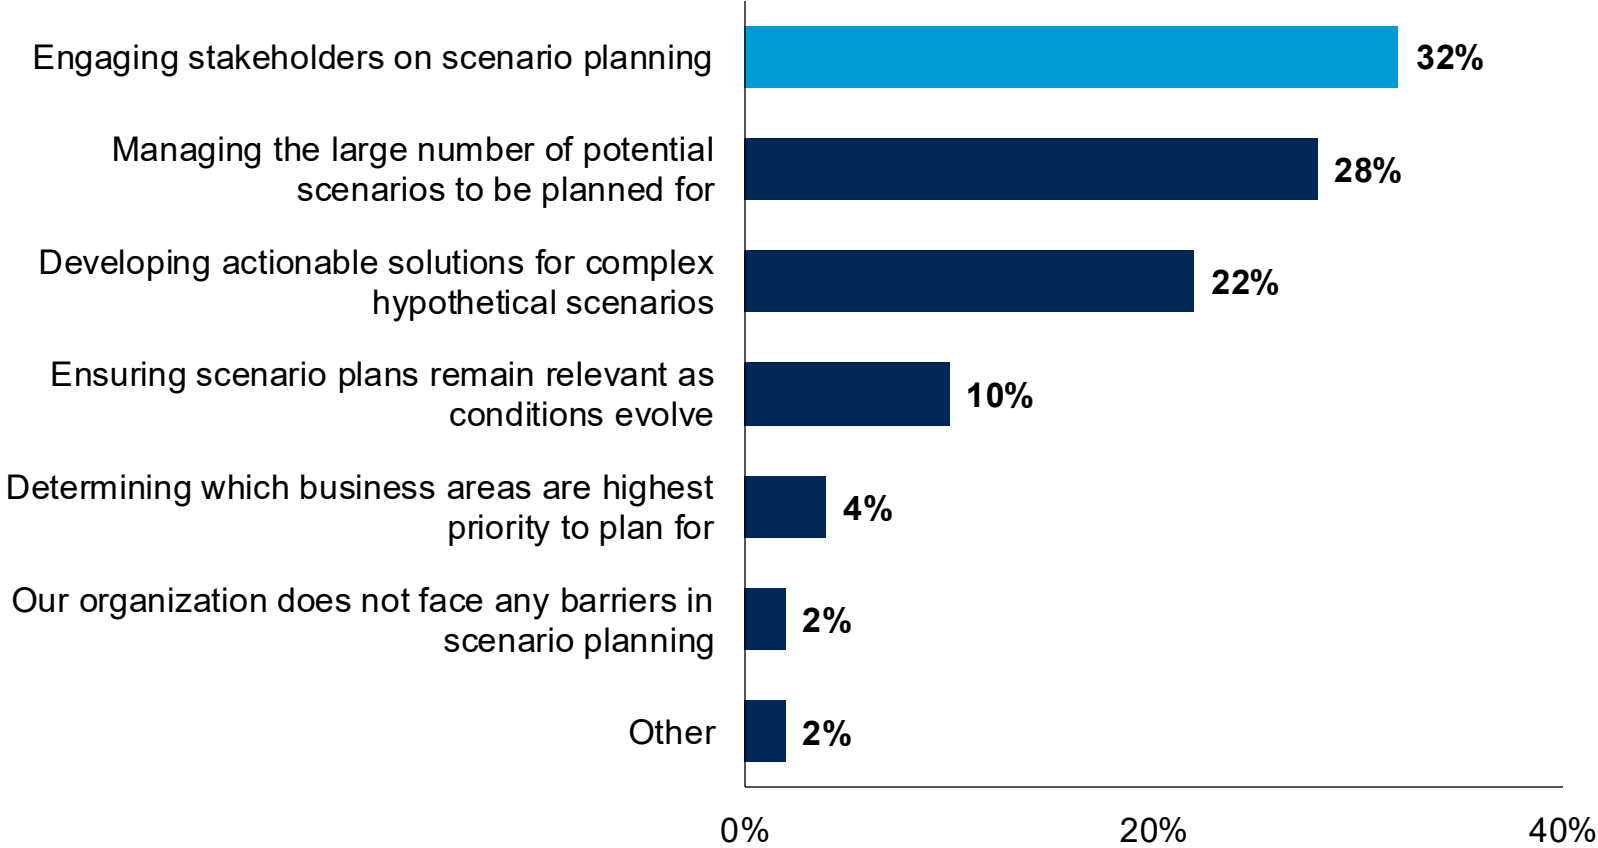 Engaging stakeholders on scenario planning
32%
Managing the large number of potential
scenarios to be planned for
28%
Developing actionable solutions for complex
hypothetical scenarios
22%
Ensuring scenario plans remain relevant as
conditions evolve
10%
Determining which business areas are highest
priority to plan for
4%
Our organization does not face any barriers in
scenario planning
2%
Other
2%
0%
20%
40%